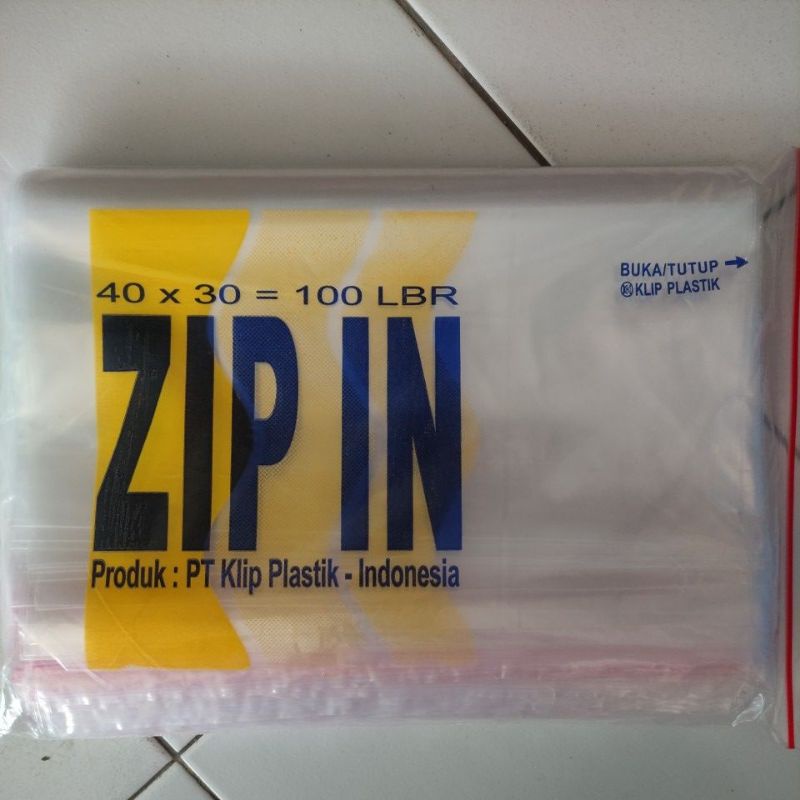 40 x 30 = 100 LBR
ZIP IN
Produk : PT Klip Plastik - Indonesia
BUKA/TUTUP →
KLIP PLASTIK